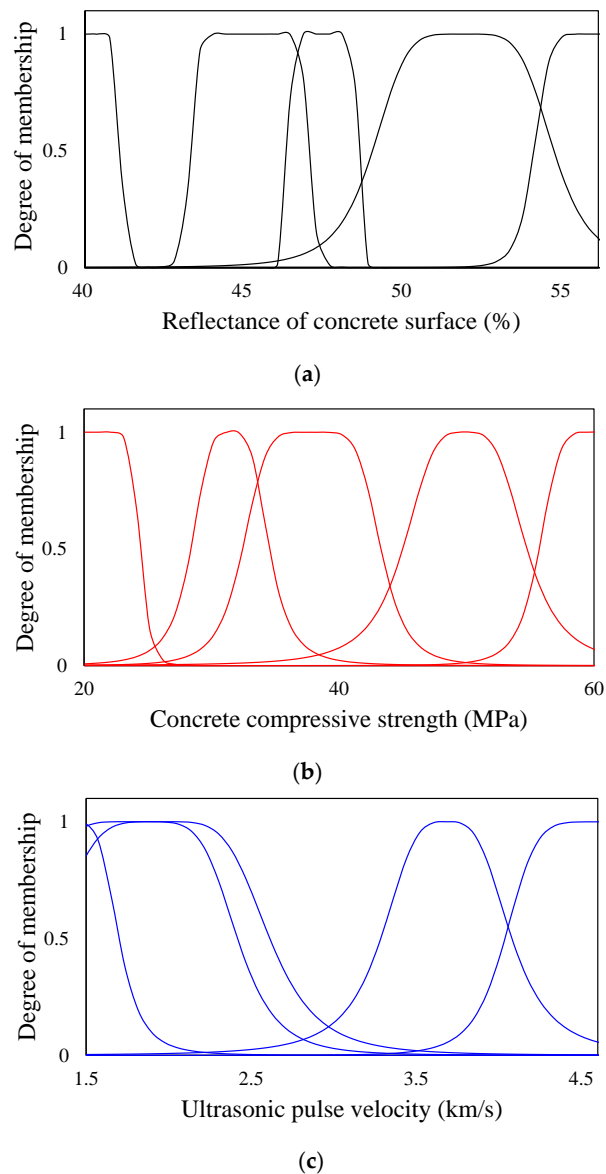 Degree of membership
1
0.5
0
40 45 50 55
Reflectance of concrete surface (%)
(a)
Degree of membership
1
0.5
0
20 40 60
Concrete compressive strength (MPa)
(b)
Degree of membership
1
0.5
0
1.5 2.5 3.5 4.5
Ultrasonic pulse velocity (km/s)
(c)